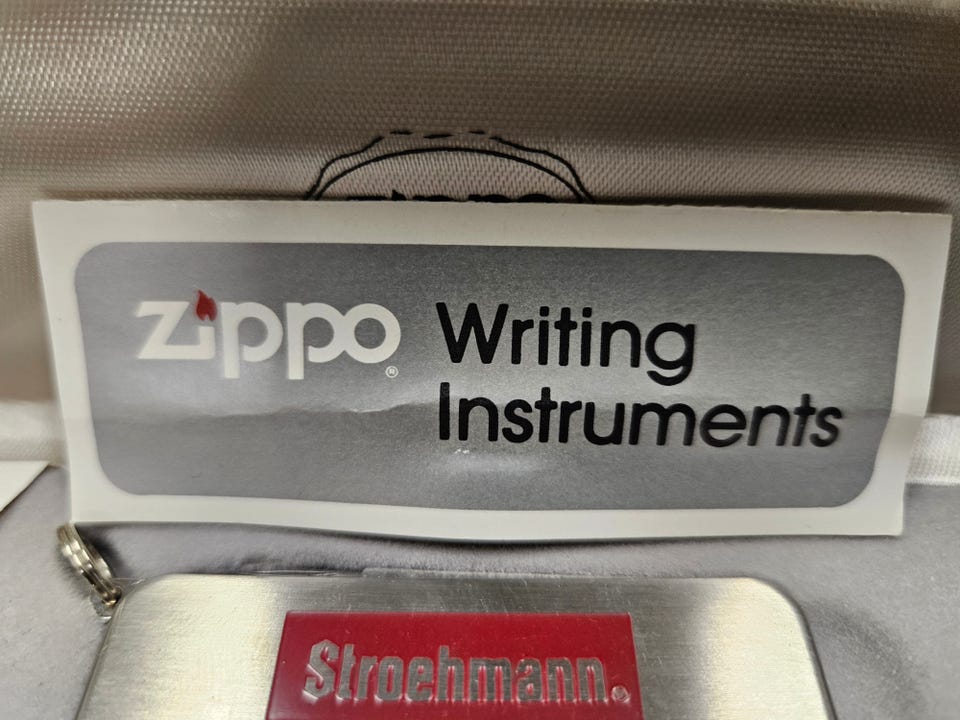 zippo® Writing
Instruments
Stroehmann®